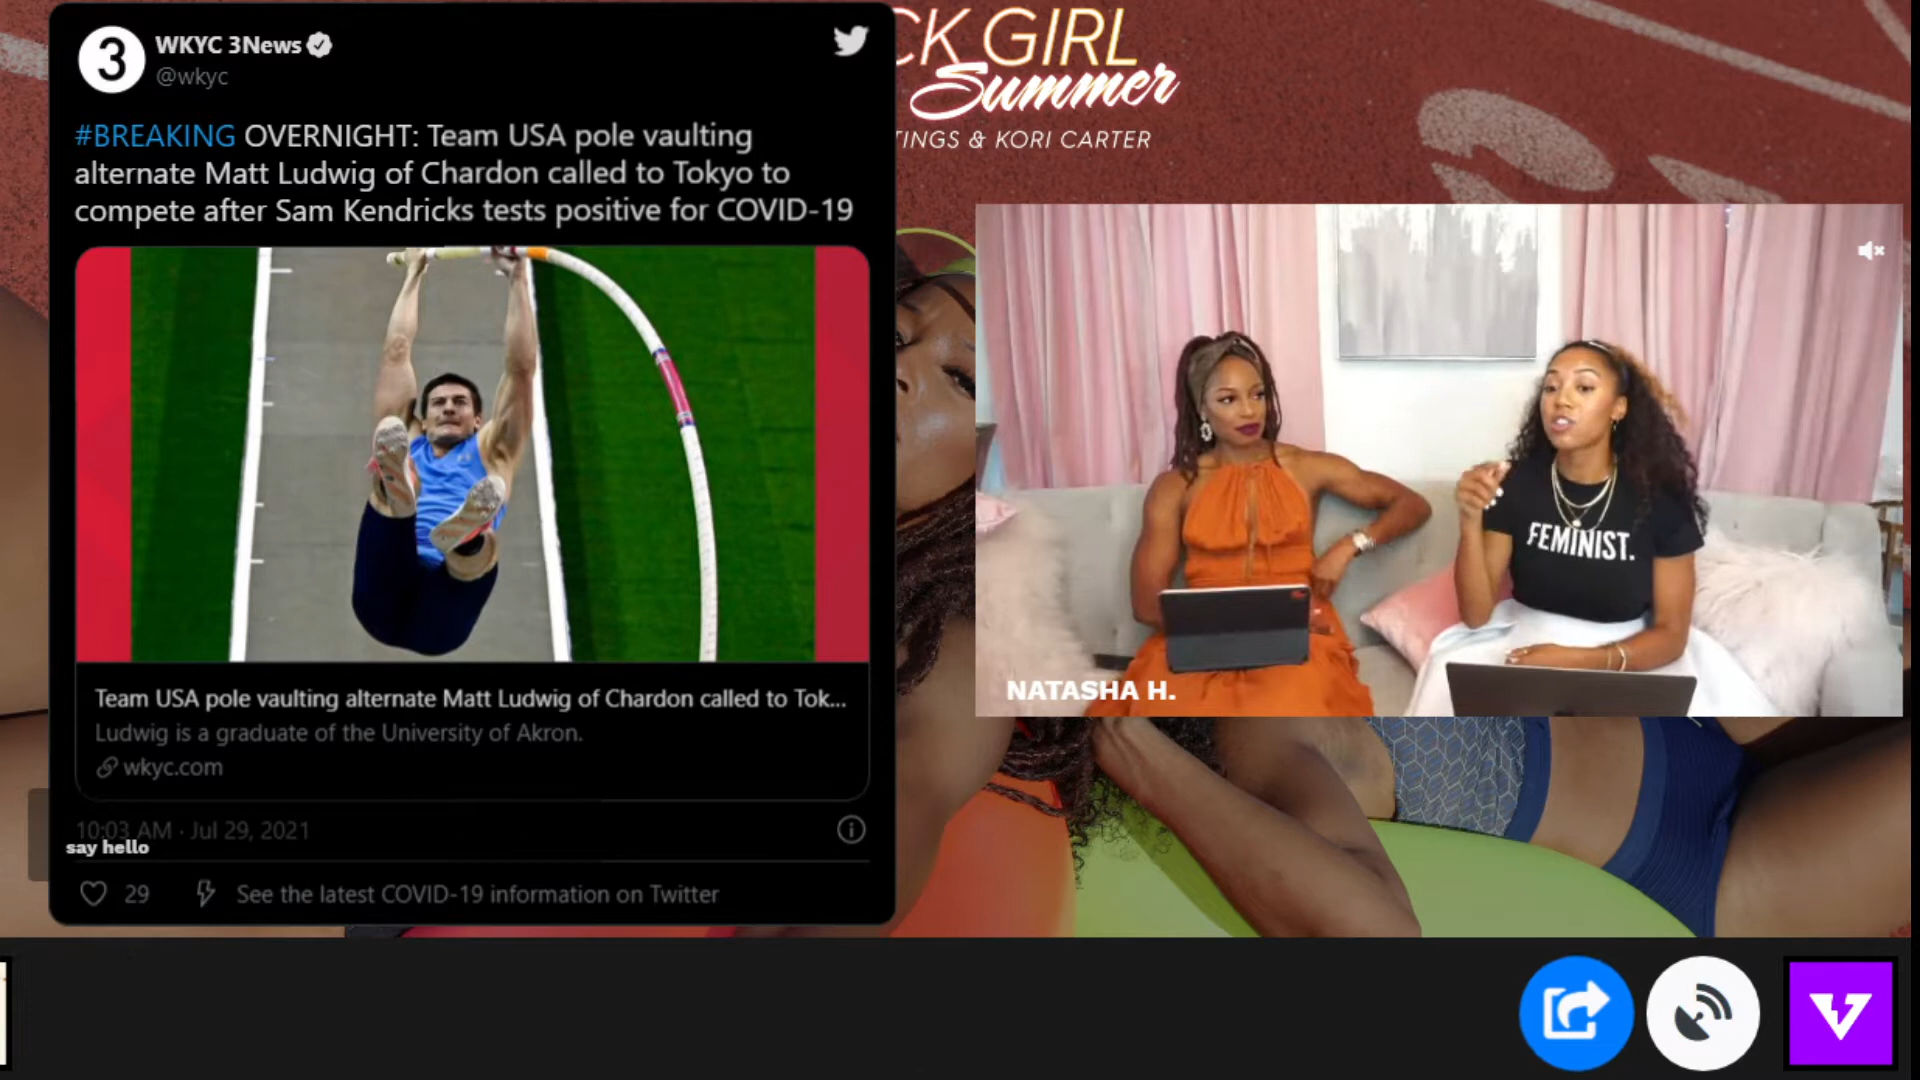 3
WKYC 3News
@wkyc
#BREAKING OVERNIGHT: Team USA pole vaulting
alternate Matt Ludwig of Chardon called to Tokyo to
compete after Sam Kendricks tests positive for COVID-19
Team USA pole vaulting alternate Matt Ludwig of Chardon called to Tok...
Ludwig is a graduate of the University of Akron.
wkyc.com
10:03 AM · Jul 29, 2021
say hello
29
See the latest COVID-19 information on Twitter
CK GIRL
Summer
TINGS & KORI CARTER
FEMINIST.
NATASHA H.